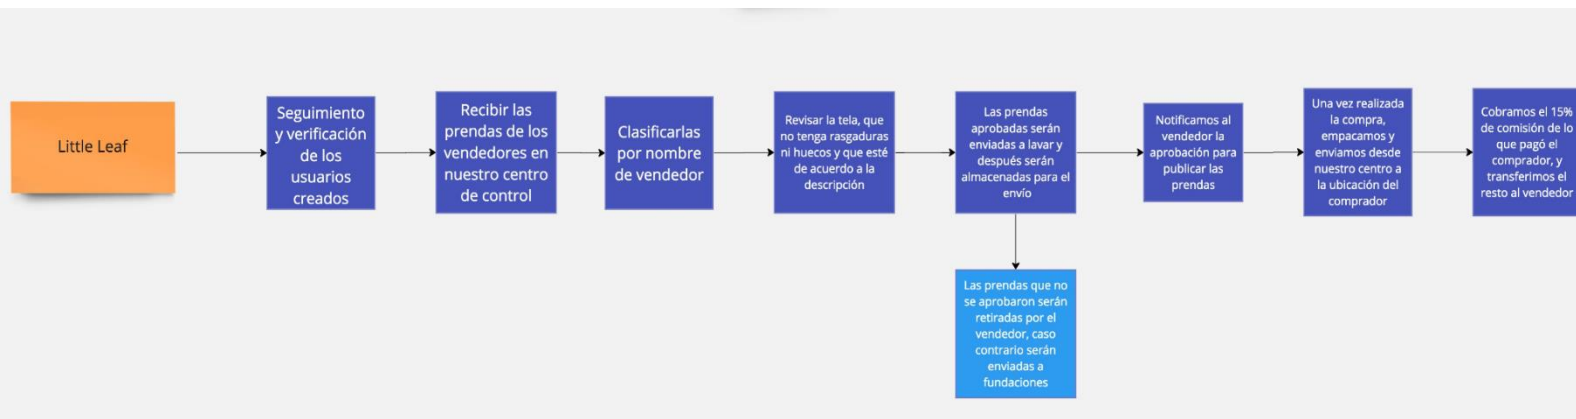 Little Leaf
Seguimiento
y verificación
de los
usuarios
creados
Recibir las
prendas de los
vendedores en
nuestro centro
de control
Clasificarlas
por nombre
de vendedor
Revisar la tela, que
no tenga rasgaduras
ni huecos y que esté
de acuerdo a la
descripción
Las prendas
aprobadas serán
enviadas a lavar y
después serán
almacenadas para el
envío
Notificamos al
vendedor la
aprobación para
publicar las
prendas
Una vez realizada
la compra,
empacamos y
enviamos desde
nuestro centro a
la ubicación del
comprador
Cobramos el 15%
de comisión de lo
que pagó el
comprador, y
transferimos el
resto al vendedor
Las prendas que no
se aprobaron serán
retiradas por el
vendedor, caso
contrario serán
enviadas a
fundaciones